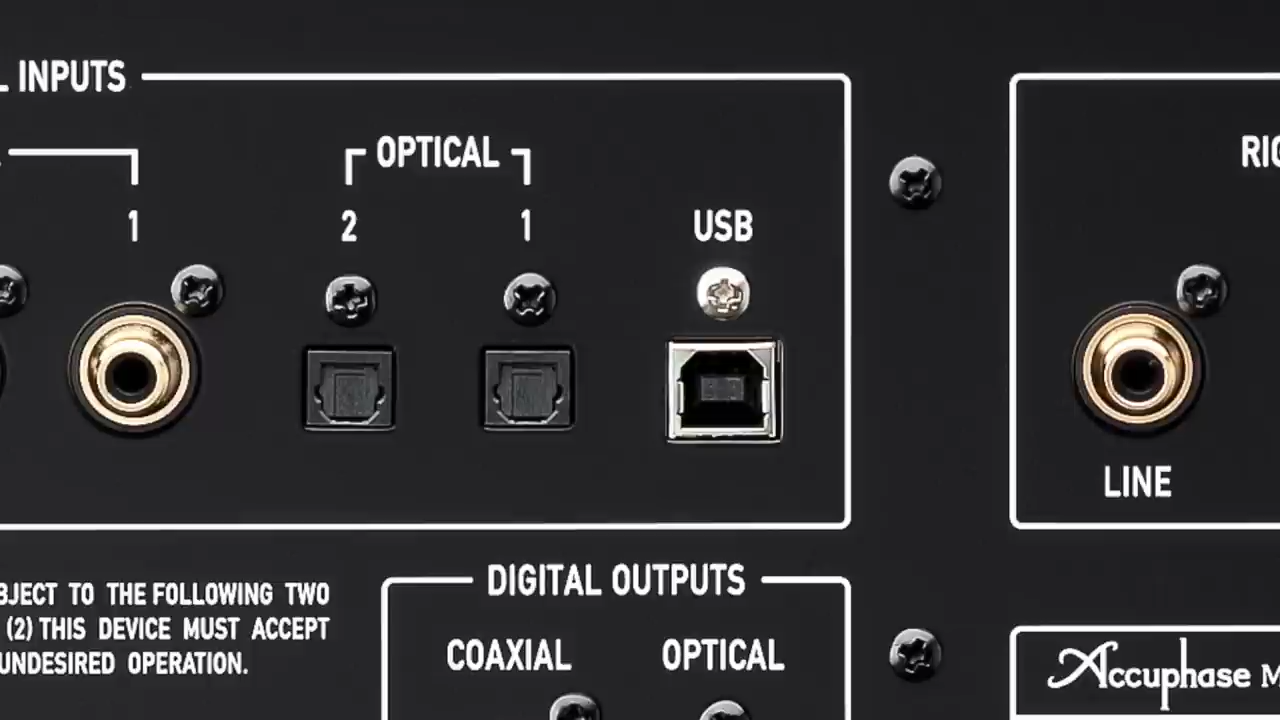 L INPUTS
OPTICAL
1
2
1
USB
LINE
DIGITAL OUTPUTS
COAXIAL
OPTICAL
BJECT TO THE FOLLOWING TWO
(2) THIS DEVICE MUST ACCEPT
UNDESIRED OPERATION.
Accuphase